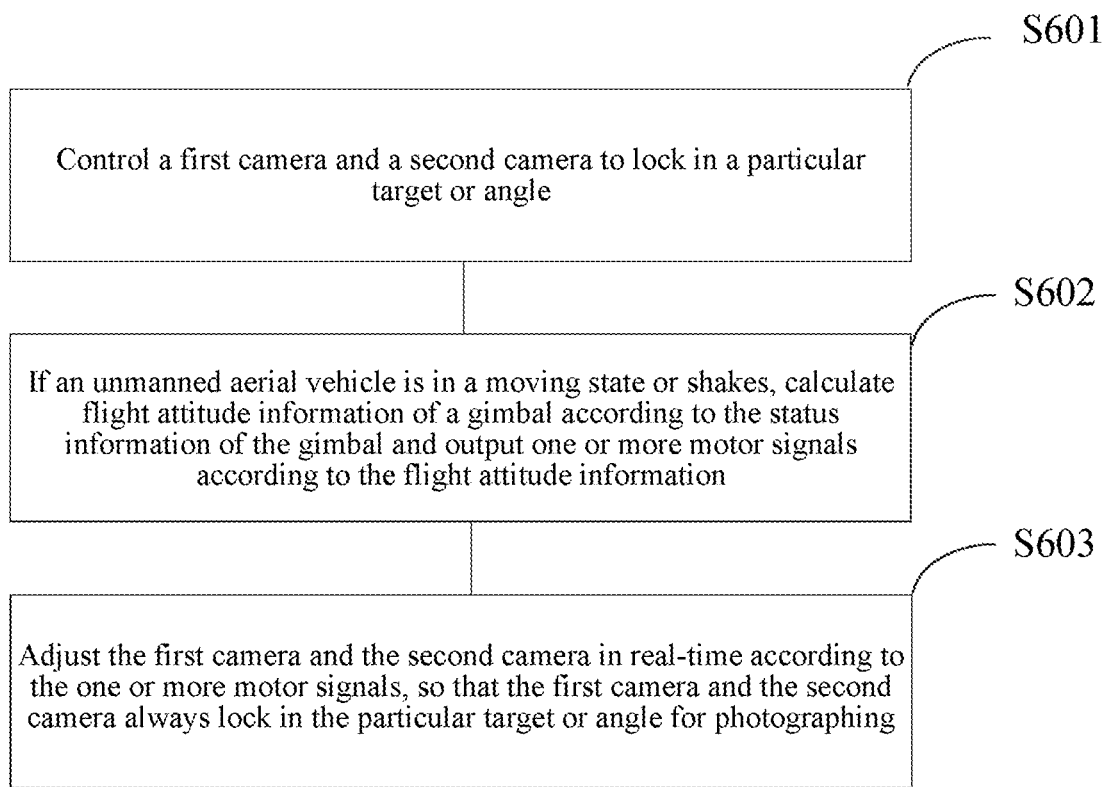 S601
Control a first camera and a second camera to lock in a particular
target or angle
S602
If an unmanned aerial vehicle is in a moving state or shakes, calculate
flight attitude information of a gimbal according to the status
information of the gimbal and output one or more motor signals
according to the flight attitude information
S603
Adjust the first camera and the second camera in real-time according to
the one or more motor signals, so that the first camera and the second
camera always lock in the particular target or angle for photographing